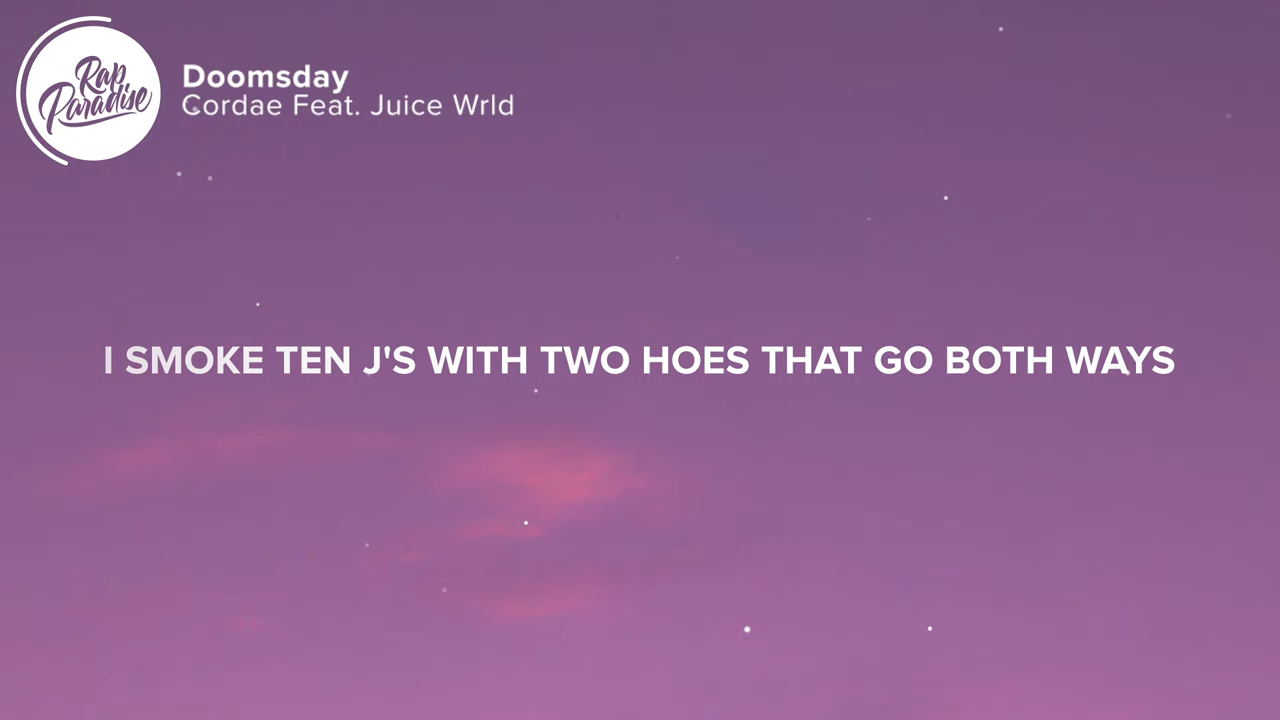 Rap
Paradise
Doomsday
Cordae Feat. Juice Wrld
I SMOKE TEN J'S WITH TWO HOES THAT GO BOTH WAYS